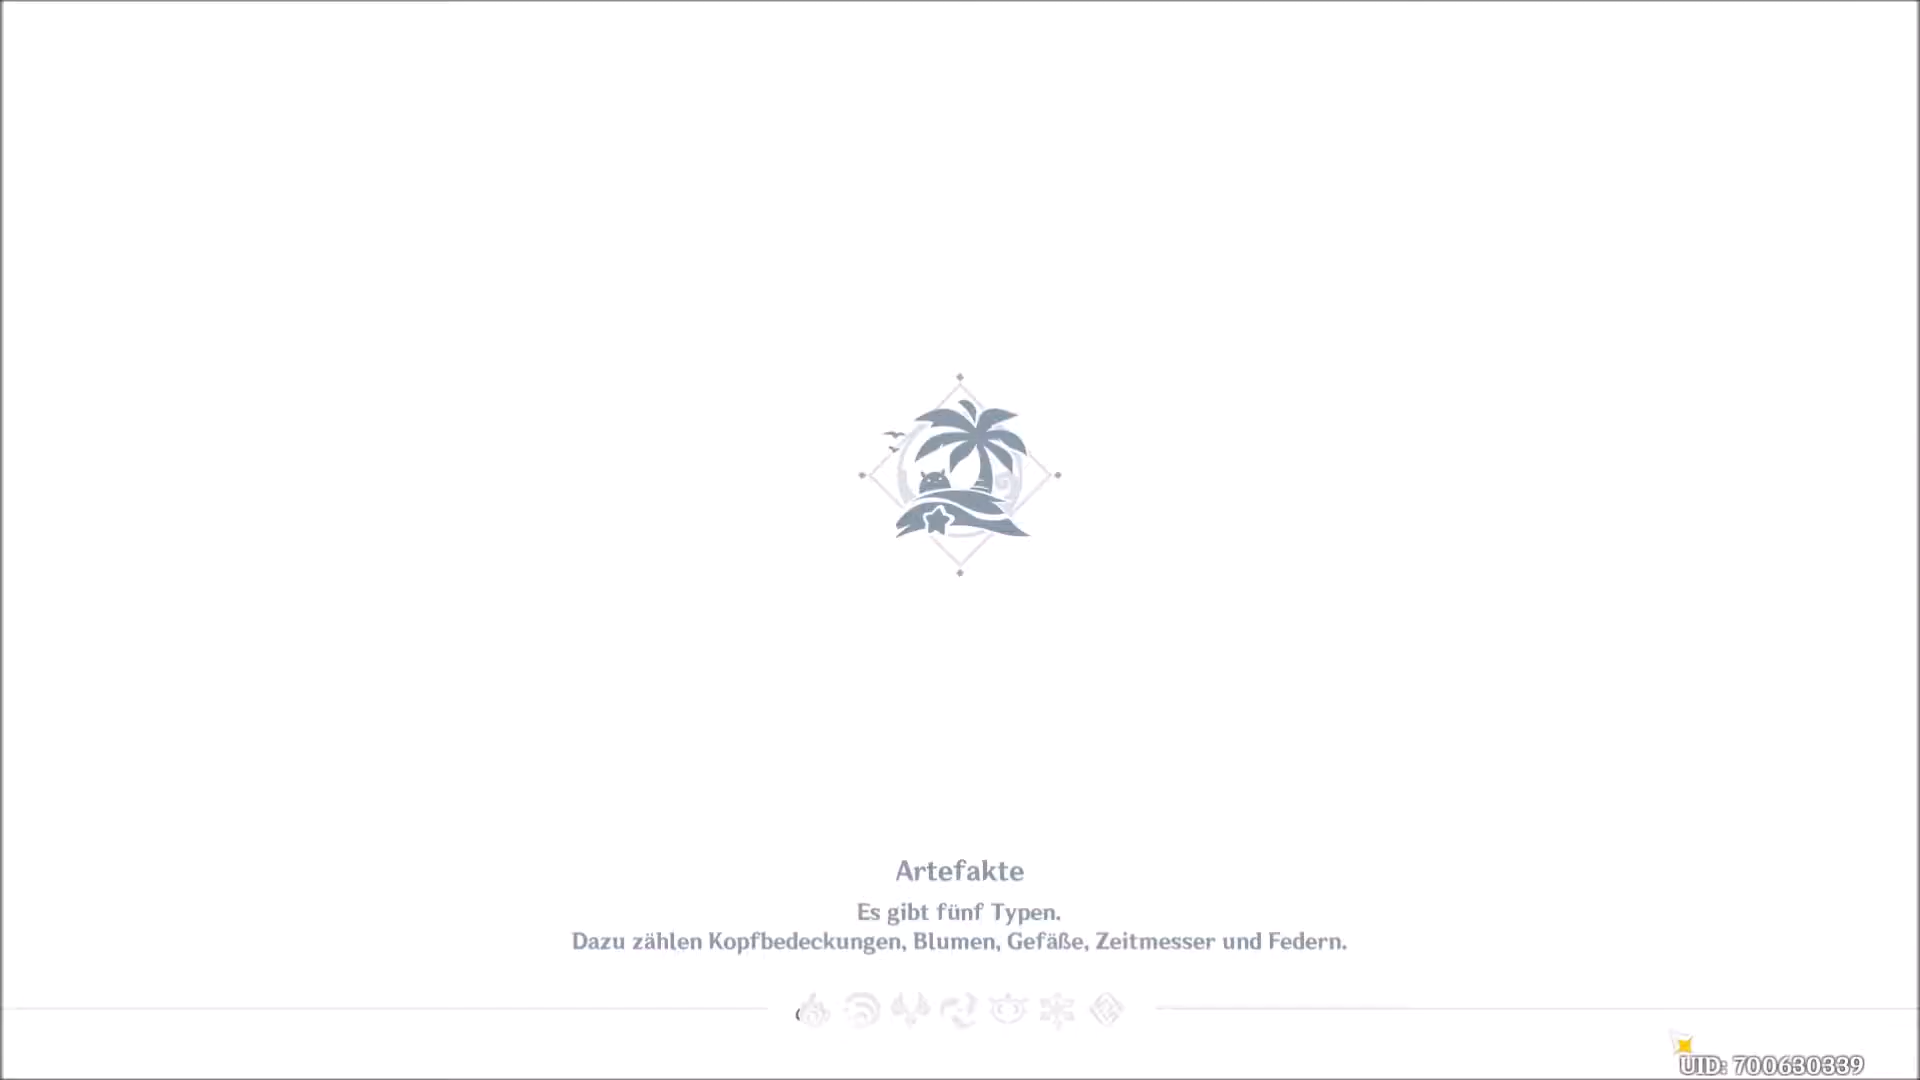 Artefakte
Es gibt fünf Typen.
Dazu zählen Kopfbedeckungen, Blumen, Gefäße, Zeitmesser und Federn.
UID: 700630339